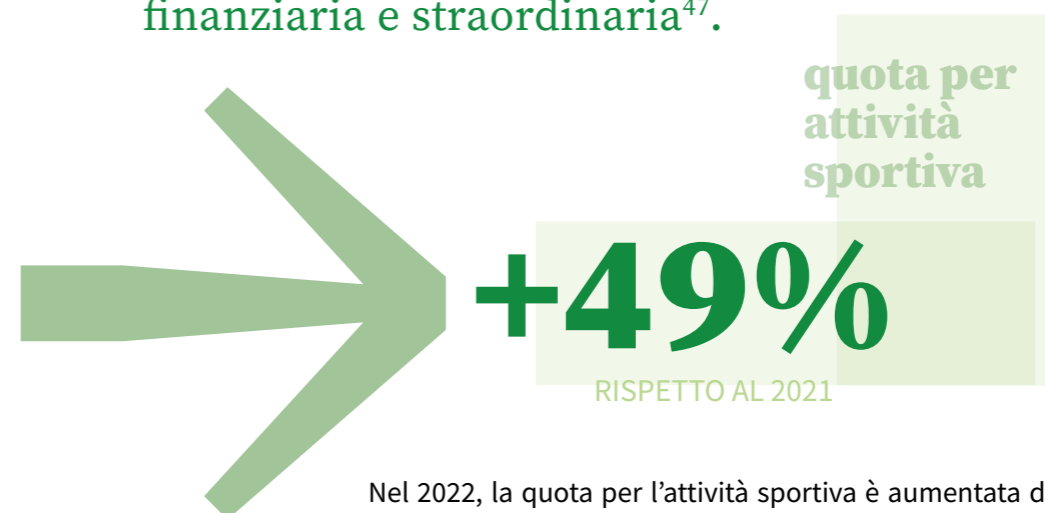 finanziaria e straordinaria⁴⁷.
quota per
attività
sportiva
+49%
RISPETTO AL 2021
Nel 2022, la quota per l’attività sportiva è aumentata d